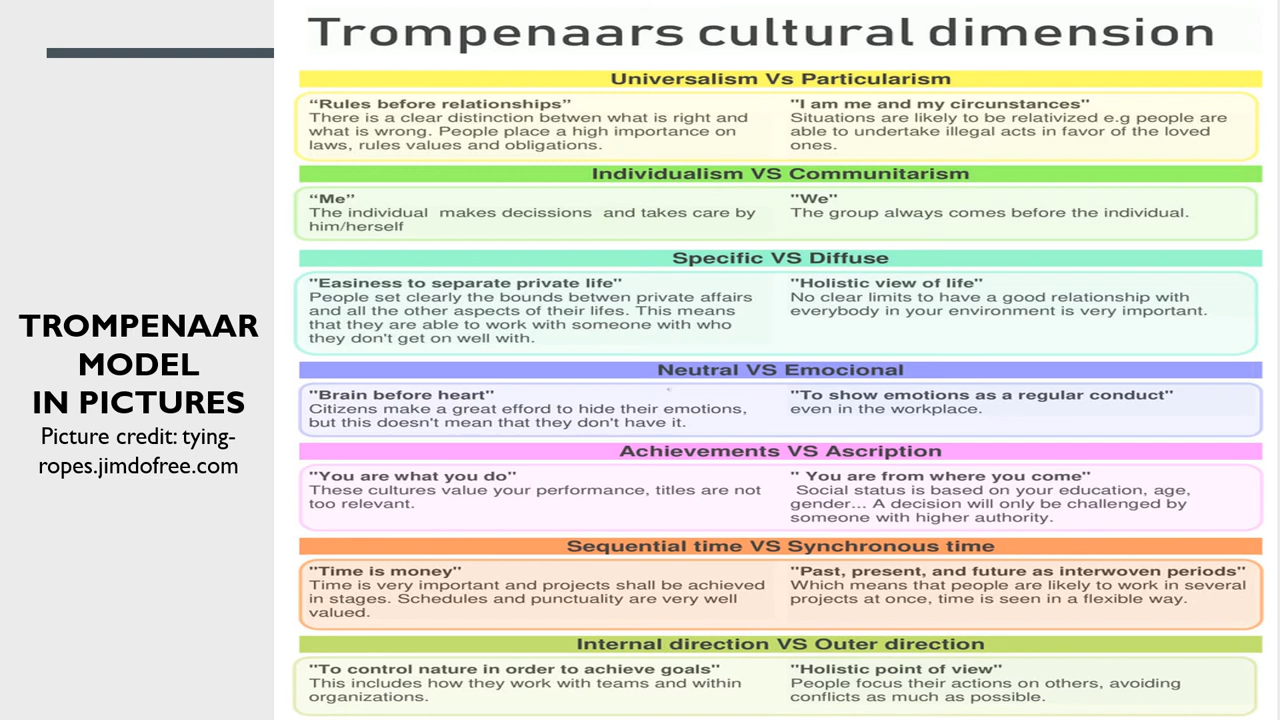 Trompenaars cultural dimension
TROMPENAAR
MODEL
IN PICTURES
Picture credit: tying-
ropes.jimdofree.com
Universalism Vs Particularism
“Rules before relationships”
There is a clear distinction betwen what is right and
what is wrong. People place a high importance on
laws, rules values and obligations.
"I am me and my circunstances"
Situations are likely to be relativized e.g people are
able to undertake illegal acts in favor of the loved
ones.
Individualism VS Communitarism
“Me”
The individual makes decissions and takes care by
him/herself
"We"
The group always comes before the individual.
Specific VS Diffuse
"Easiness to separate private life"
People set clearly the bounds betwen private affairs
and all the other aspects of their lifes. This means
that they are able to work with someone with who
they don't get on well with.
"Holistic view of life"
No clear limits to have a good relationship with
everybody in your environment is very important.
Neutral VS Emocional
"Brain before heart"
Citizens make a great efford to hide their emotions,
but this doesn't mean that they don't have it.
"To show emotions as a regular conduct"
even in the workplace.
Achievements VS Ascription
"You are what you do"
These cultures value your performance, titles are not
too relevant.
" You are from where you come"
Social status is based on your education, age,
gender... A decision will only be challenged by
someone with higher authority.
Sequential time VS Synchronous time
"Time is money"
Time is very important and projects shall be achieved
in stages. Schedules and punctuality are very well
valued.
"Past, present, and future as interwoven periods"
Which means that people are likely to work in several
projects at once, time is seen in a flexible way.
Internal direction VS Outer direction
"To control nature in order to achieve goals"
This includes how they work with teams and within
organizations.
"Holistic point of view"
People focus their actions on others, avoiding
conflicts as much as possible.